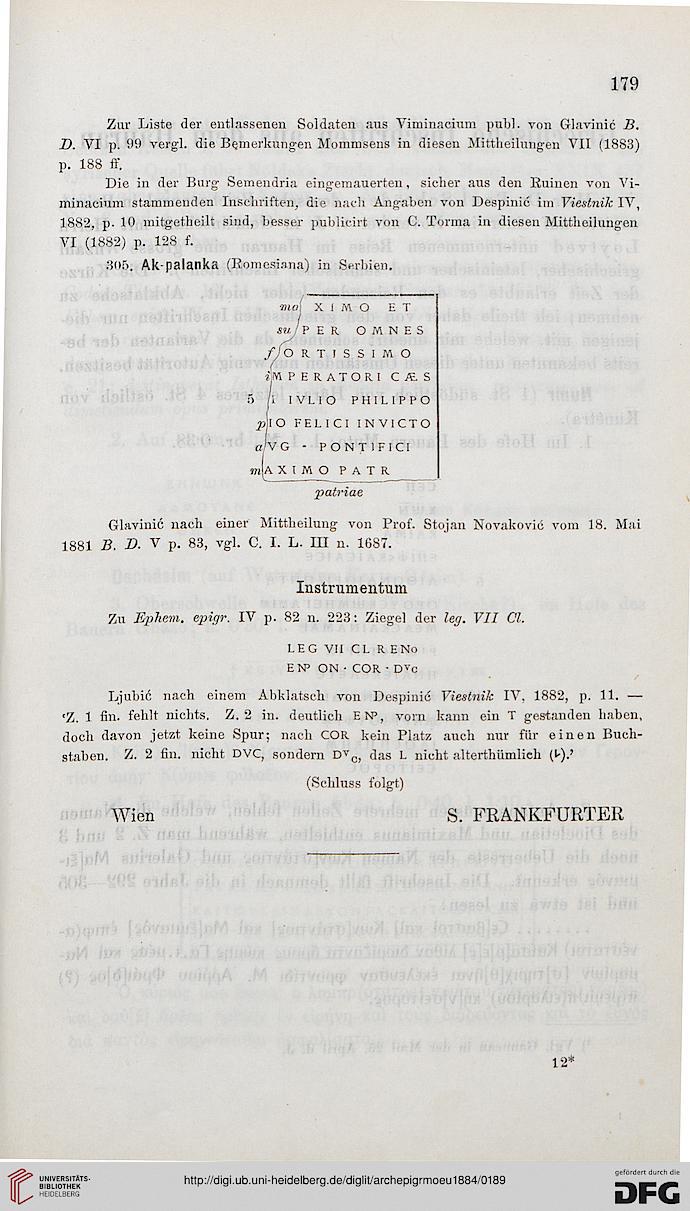 179
Zur Liste der entlassenen Soldaten aus Viminacium publ. von Glavinić B.
D. VI p. 99 vergl. die Bemerkungen Mommsens in diesen Mittheilungen VII (1883)
p. 188 ff.
Die in der Burg Semendria eingemauerten, sicher aus den Ruinen von Vi-
minacium stammenden Inschriften, die nach Angaben von Despinić im Viestnik IV,
1882, p. 10 mitgetheilt sind, besser publicirt von C. Torma in diesen Mittheilungen
VI (1882) p. 128 f.
305. Ak-palanka (Romesiana) in Serbien.
ma XIMO ET
su PER OMNES
f ORTISSIMO
iMPERATORI CÆS
5 I IVLIO PHILIPPO
pIO FELICI INVICTO
aVG - PONTIFICI
mAXIMO PATR
patriae
Glavinić nach einer Mittheilung von Prof. Stojan Novaković vom 18. Mai
1881 B. D. V p. 83, vgl. C. I. L. III n. 1687.
Instrumentum
Zu Ephem. epigr. IV p. 82 n. 223: Ziegel der leg. VII Cl.
LEG VII CL R ENo
ENP ON · COR · DVC
Ljubić nach einem Abklatsch von Despinić Viestnik IV, 1882, p. 11. —
‘Z. 1 fin. fehlt nichts. Z. 2 in. deutlich ENP, vorn kann ein T gestanden haben,
doch davon jetzt keine Spur; nach COR kein Platz auch nur für einen Buch-
staben. Z. 2 fin. nicht DVC, sondern DVC, das L nicht alterthümlich (Ⱶ).’
(Schluss folgt)
Wien S. FRANKFURTER
12*
UNIVERSITÄTS-
BIBLIOTHEK
HEIDELBERG
http://digi.ub.uni-heidelberg.de/diglit/archepigrmoeu1884/0189
gefördert durch die
DFG